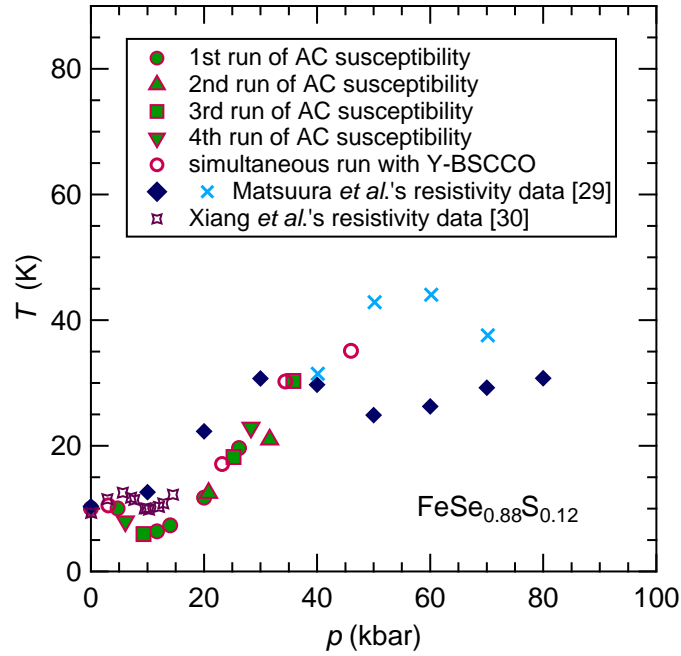 80
60
40
20
0
T (K)
1st run of AC susceptibility
2nd run of AC susceptibility
3rd run of AC susceptibility
4th run of AC susceptibility
simultaneous run with Y-BSCCO
Matsuura et al.'s resistivity data [29]
Xiang et al.'s resistivity data [30]
FeSe0.88S0.12
0 20 40 60 80 100
p (kbar)